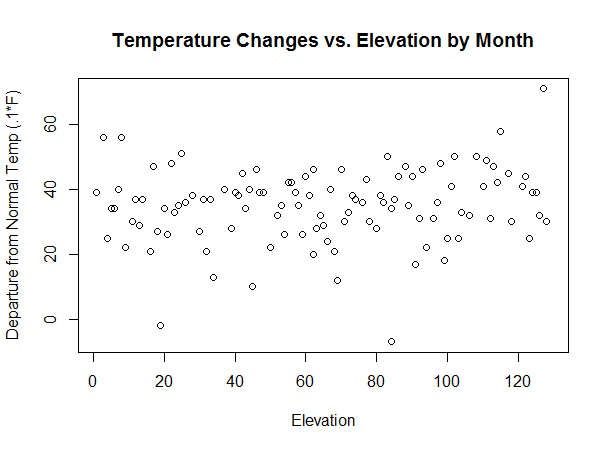 Temperature Changes vs. Elevation by Month
Departure from Normal Temp (.1*F)
60
40
20
0
0 20 40 60 80 100 120
Elevation